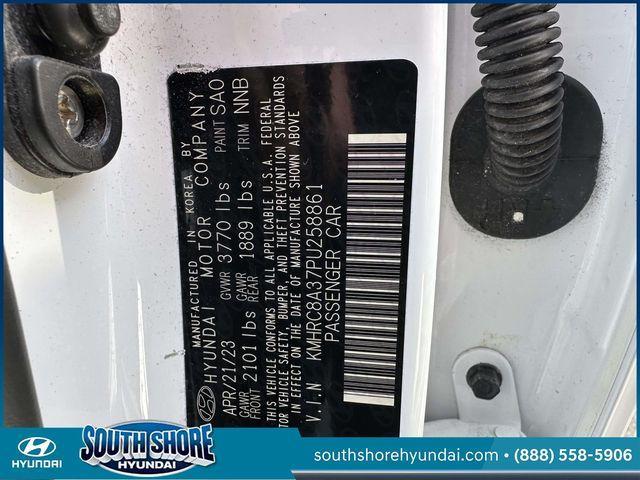 MANUFACTURED IN KOREA BY
HYUNDAI MOTOR COMPANY
APR/21/23 GVWR 3770 lbs PAINT SAO
GAWR FRONT 2101 lbs GAWR REAR 1889 lbs TRIM NNB
THIS VEHICLE CONFORMS TO ALL APPLICABLE U.S.A. FEDERAL
MOTOR VEHICLE SAFETY, BUMPER, AND THEFT PREVENTION STANDARDS
IN EFFECT ON THE DATE OF MANUFACTURE SHOWN ABOVE
V.I.N KMHRC8A37PU258861
PASSENGER CAR
HYUNDAI
SOUTH SHORE
HYUNDAI
southshorehyundai.com • (888) 558-5906